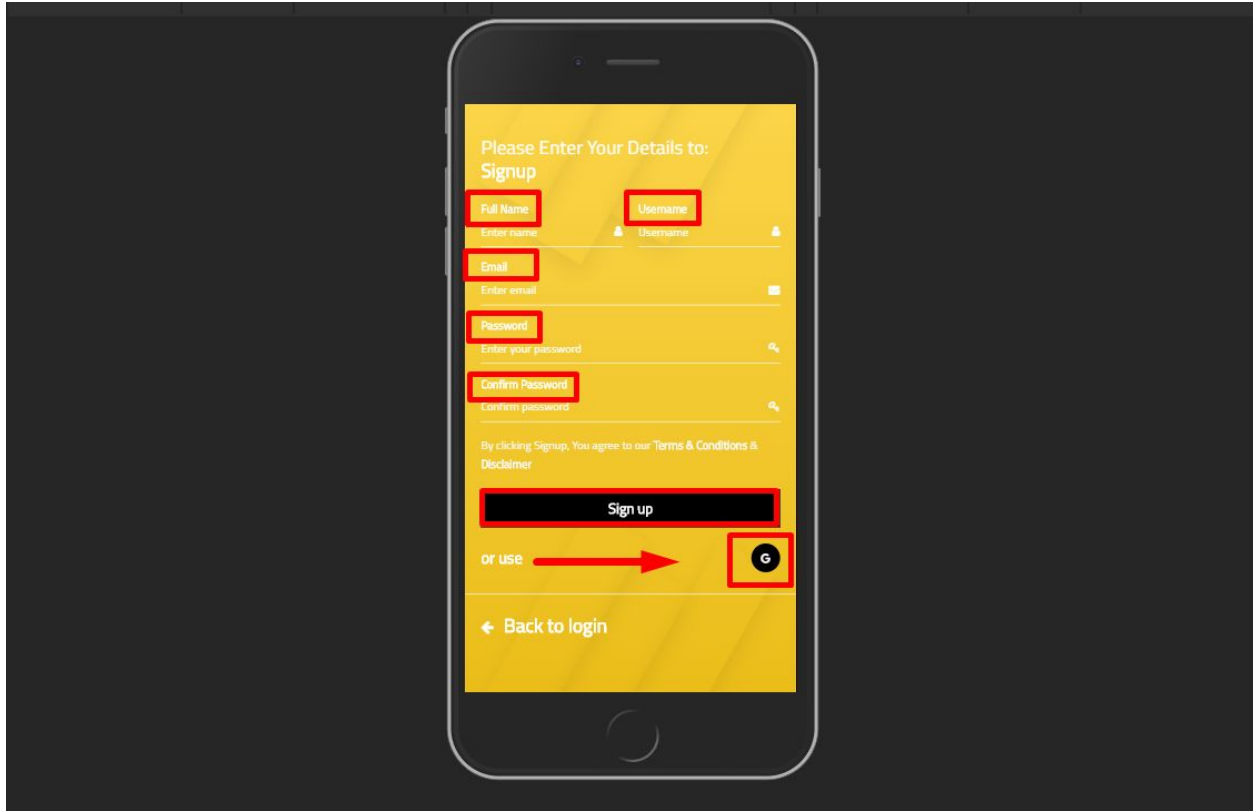 Please Enter Your Details to:
Signup
Full Name Username
Enter name Username
Email
Enter email
Password
Enter your password
Confirm Password
Confirm password
By clicking Signup, You agree to our Terms & Conditions &
Disclaimer
Sign up
or use G
Back to login